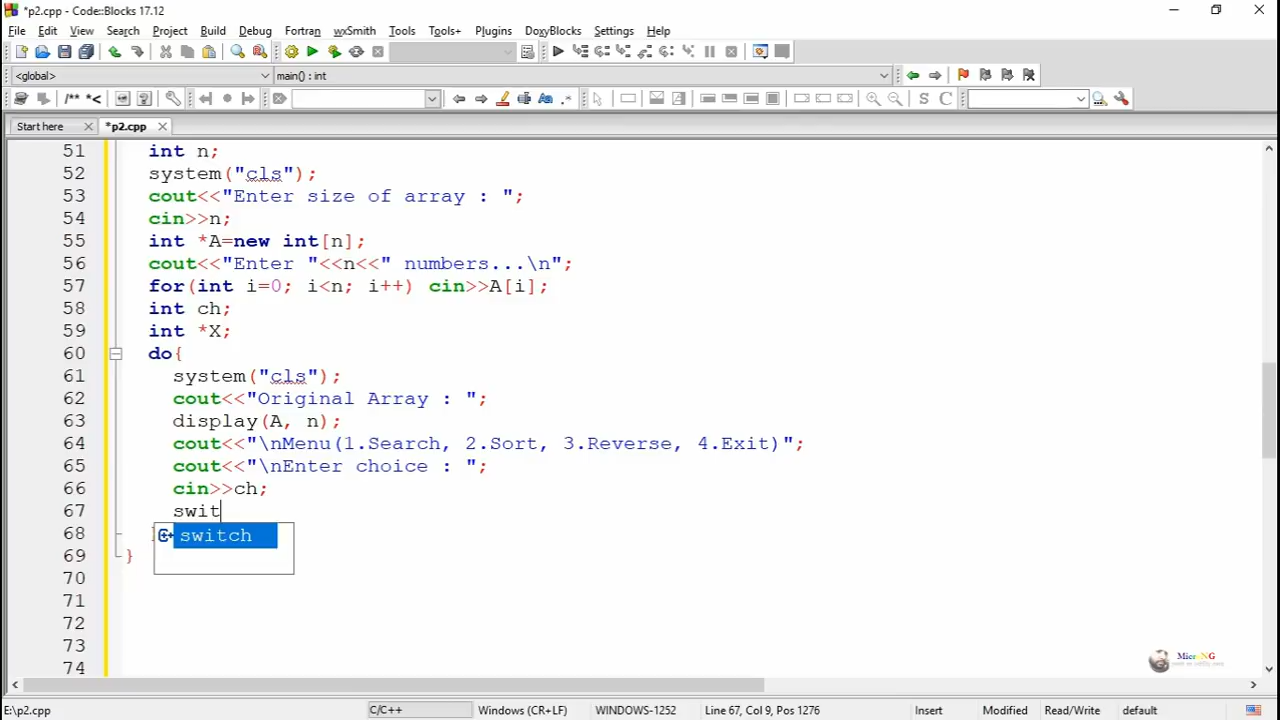 *p2.cpp - Code::Blocks 17.12
File Edit View Search Project Build Debug Fortran wxSmith Tools Tools+ Plugins DoxyBlocks Settings Help
<global> main() : int
/** *<
S C
Start here *p2.cpp
51 int n;
52 system("cls");
53 cout<<"Enter size of array : ";
54 cin>>n;
55 int *A=new int[n];
56 cout<<"Enter "<<n<<" numbers...\n";
57 for(int i=0; i<n; i++) cin>>A[i];
58 int ch;
59 int *X;
60 do{
61 system("cls");
62 cout<<"Original Array : ";
63 display(A, n);
64 cout<<"\nMenu(1.Search, 2.Sort, 3.Reverse, 4.Exit)";
65 cout<<"\nEnter choice : ";
66 cin>>ch;
67 swit
68 switch
69 }
70
71
72
73
74
E:\p2.cpp C/C++ Windows (CR+LF) WINDOWS-1252 Line 67, Col 9, Pos 1276 Insert Modified Read/Write default